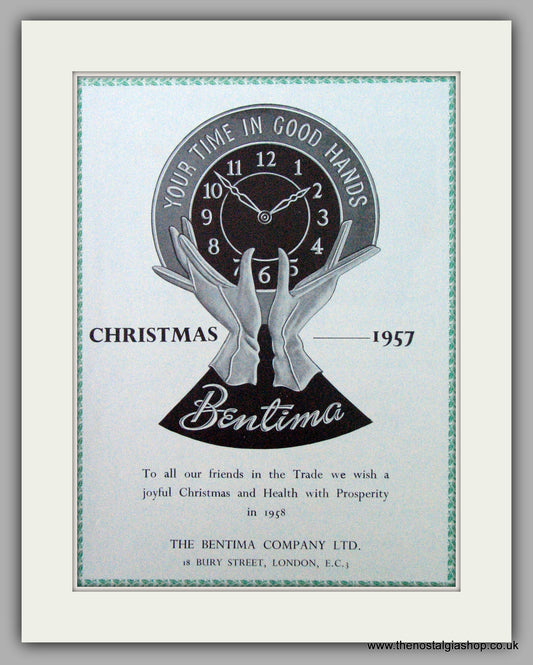 YOUR TIME IN GOOD HANDS
12
11
10
9
8
7
6
5
4
3
2
CHRISTMAS
1957
Bentima
To all our friends in the Trade we wish a
joyful Christmas and Health with Prosperity
in 1958
THE BENTIMA COMPANY LTD.
18 BURY STREET, LONDON, E.C.3
www.thenostalgiashop.co.uk